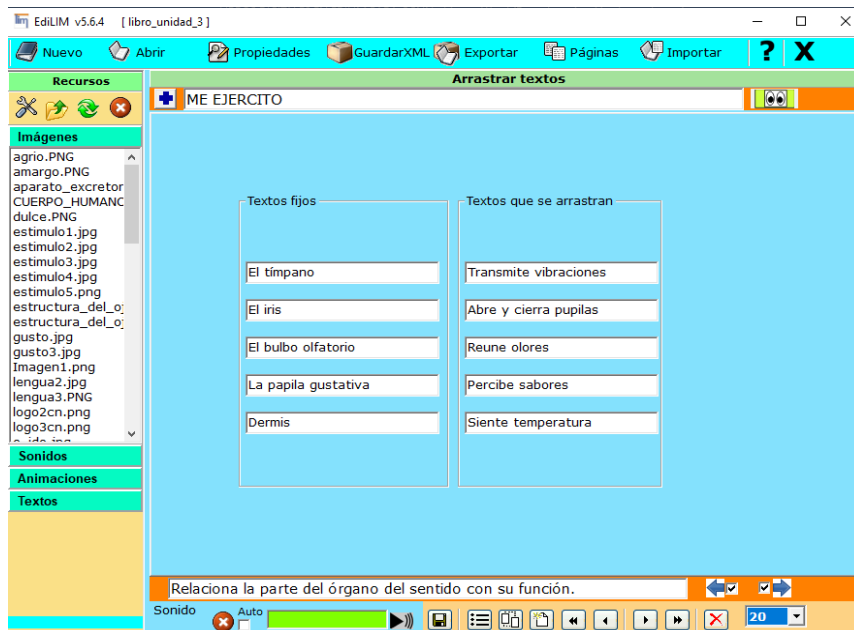 EdiLIM v5.6.4 [ libro_unidad_3 ]
Nuevo Abrir Propiedades GuardarXML Exportar Páginas Importar ? X
Recursos
Arrastrar textos
ME EJERCITO
Imágenes
agrio.PNG
amargo.PNG
aparato_excretor
CUERPO_HUMANO
dulce.PNG
estimulo1.jpg
estimulo2.jpg
estimulo3.jpg
estimulo4.jpg
estimulo5.png
estructura_del_o
estructura_del_o
gusto.jpg
gusto3.jpg
Imagen1.png
lengua2.jpg
lengua3.PNG
logo2cn.png
logo3cn.png
Sonidos
Animaciones
Textos
Textos fijos
Textos que se arrastran
El tímpano
Transmite vibraciones
El iris
Abre y cierra pupilas
El bulbo olfatorio
Reune olores
La papila gustativa
Percibe sabores
Dermis
Siente temperatura
Relaciona la parte del órgano del sentido con su función.
Sonido
Auto
20